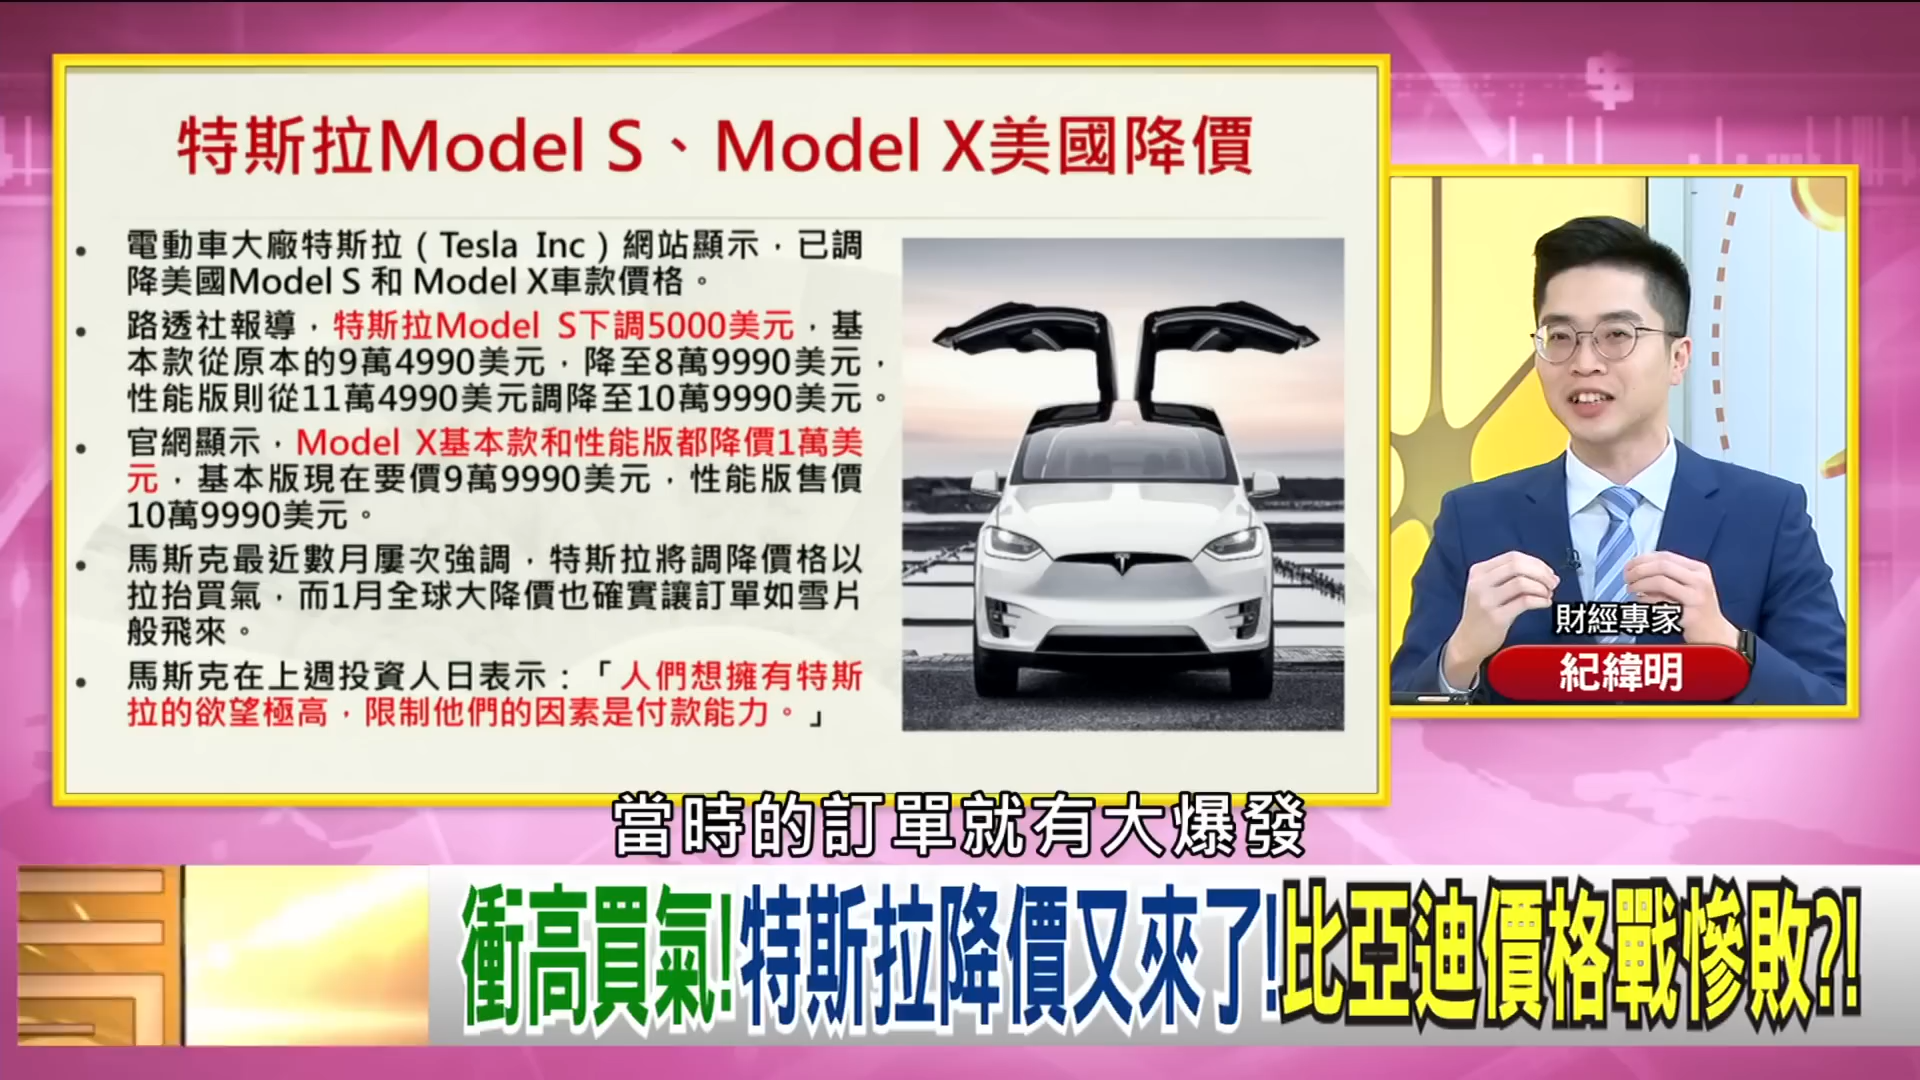 特斯拉Model S、Model X美國降價
• 電動車大廠特斯拉（Tesla Inc）網站顯示，已調
降美國Model S 和 Model X車款價格。
• 路透社報導，特斯拉Model S下調5000美元，基
本款從原本的9萬4990美元，降至8萬9990美元，
性能版則從11萬4990美元調降至10萬9990美元。
• 官網顯示，Model X基本款和性能版都降價1萬美
元，基本版現在要價9萬9990美元，性能版售價
10萬9990美元。
• 馬斯克最近數月屢次強調，特斯拉將調降價格以
拉抬買氣，而1月全球大降價也確實讓訂單如雪片
般飛來。
• 馬斯克在上週投資人日表示：「人們想擁有特斯
拉的欲望極高，限制他們的因素是付款能力。」
財經專家
紀緯明
當時的訂單就有大爆發
衝高買氣!特斯拉降價又來了!比亞迪價格戰慘敗?!